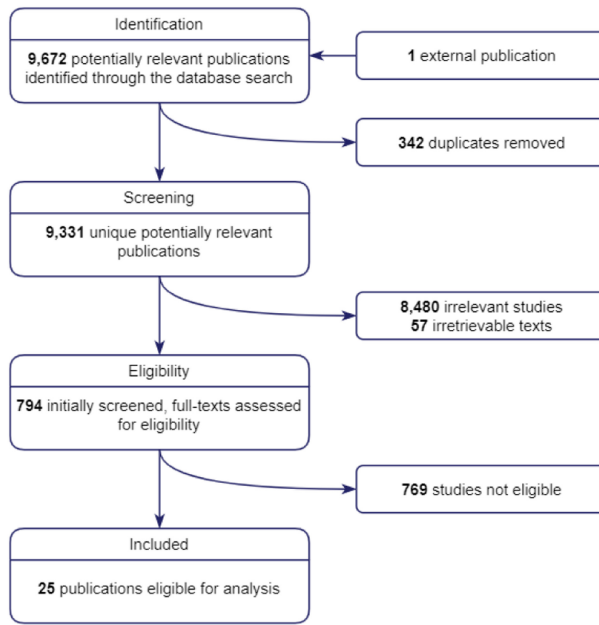 Identification
9,672 potentially relevant publications
identified through the database search
1 external publication
342 duplicates removed
Screening
9,331 unique potentially relevant
publications
8,480 irrelevant studies
57 irretrievable texts
Eligibility
794 initially screened, full-texts assessed
for eligibility
769 studies not eligible
Included
25 publications eligible for analysis